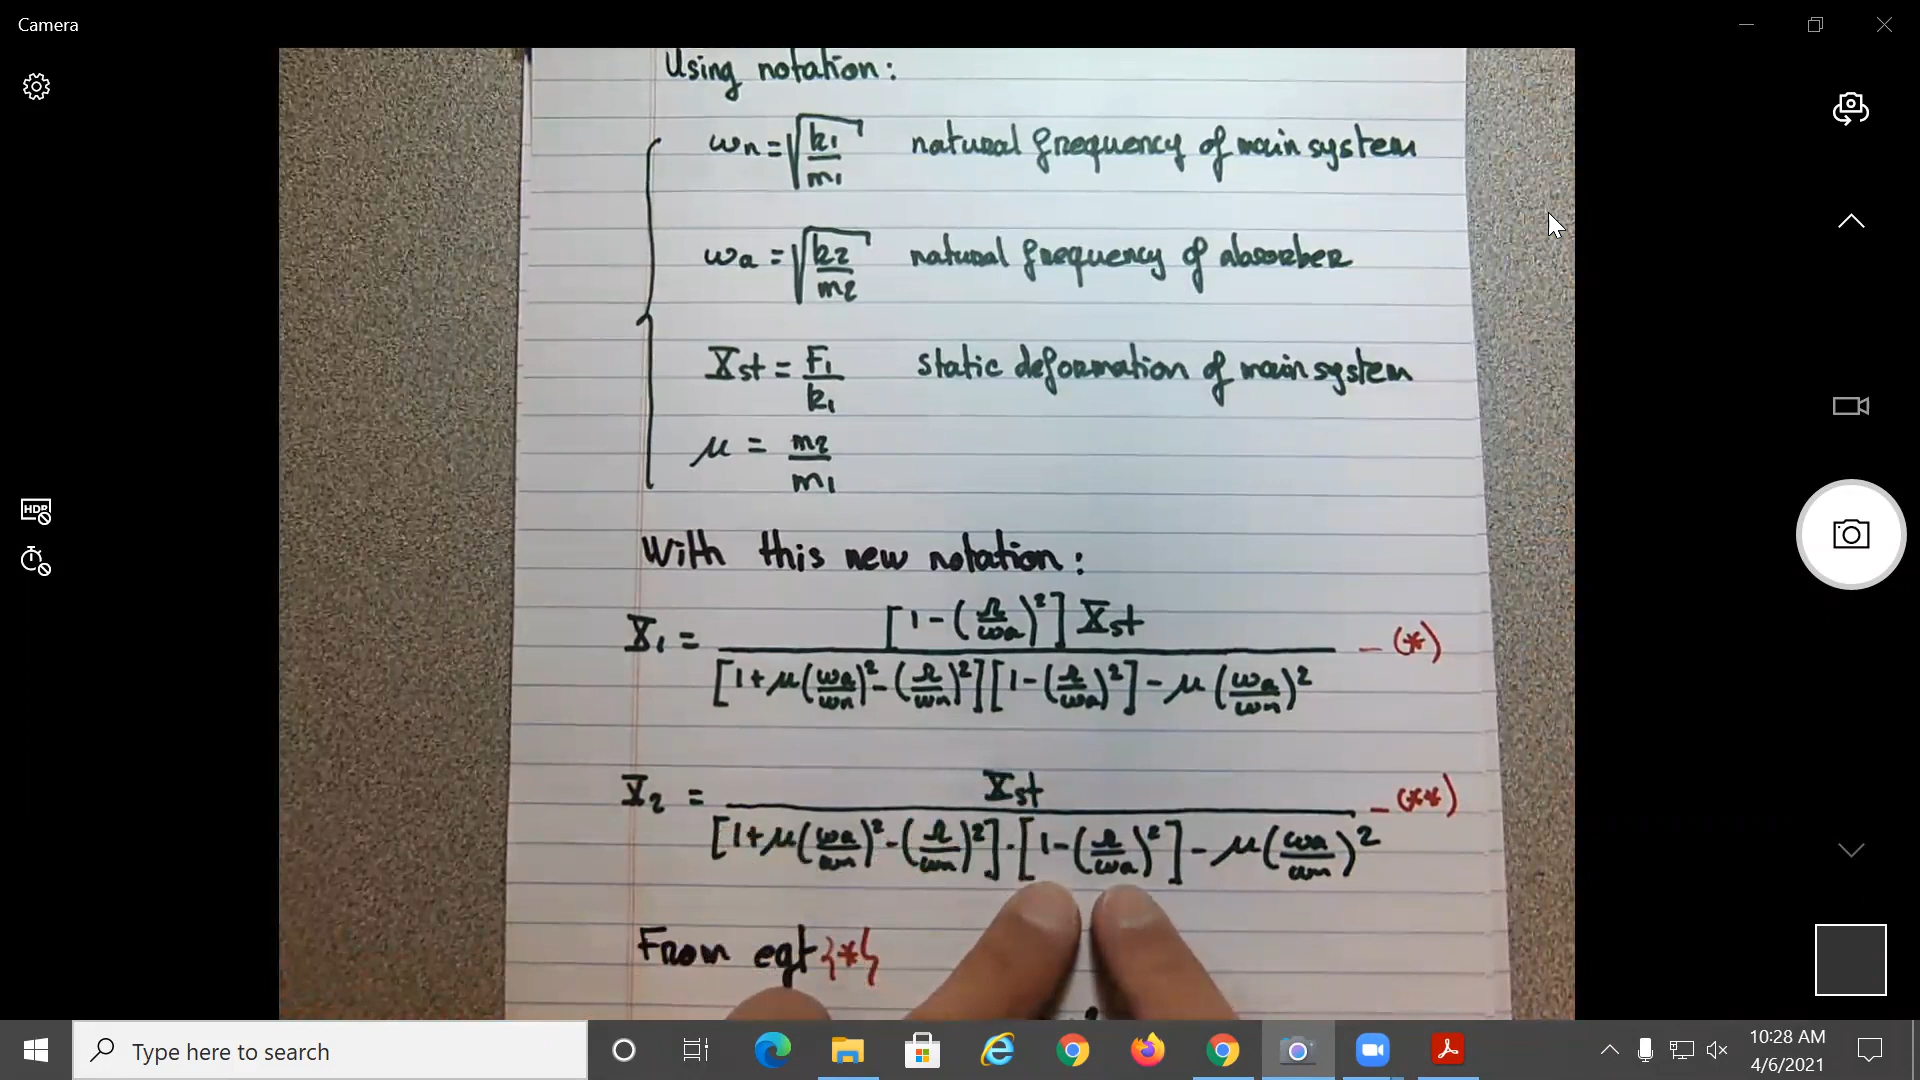 Camera
Using notation:
ωn = √(k1/m1) natural frequency of main system
ωa = √(k2/m2) natural frequency of absorber
Xst = F1/k1 static deformation of main system
μ = m2/m1
With this new notation:
X1 = [1-(Ω/ωa)²] Xst / [1+μ(ωa/ωn)²-(Ω/ωn)²][1-(Ω/ωa)²]-μ(ωa/ωn)² _ (*)
X2 = Xst / [1+μ(ωa/ωn)²-(Ω/ωn)²]·[1-(Ω/ωa)²]-μ(ωa/ωn)² _ (**)
From eqt {*}
HDR
Type here to search
10:28 AM
4/6/2021